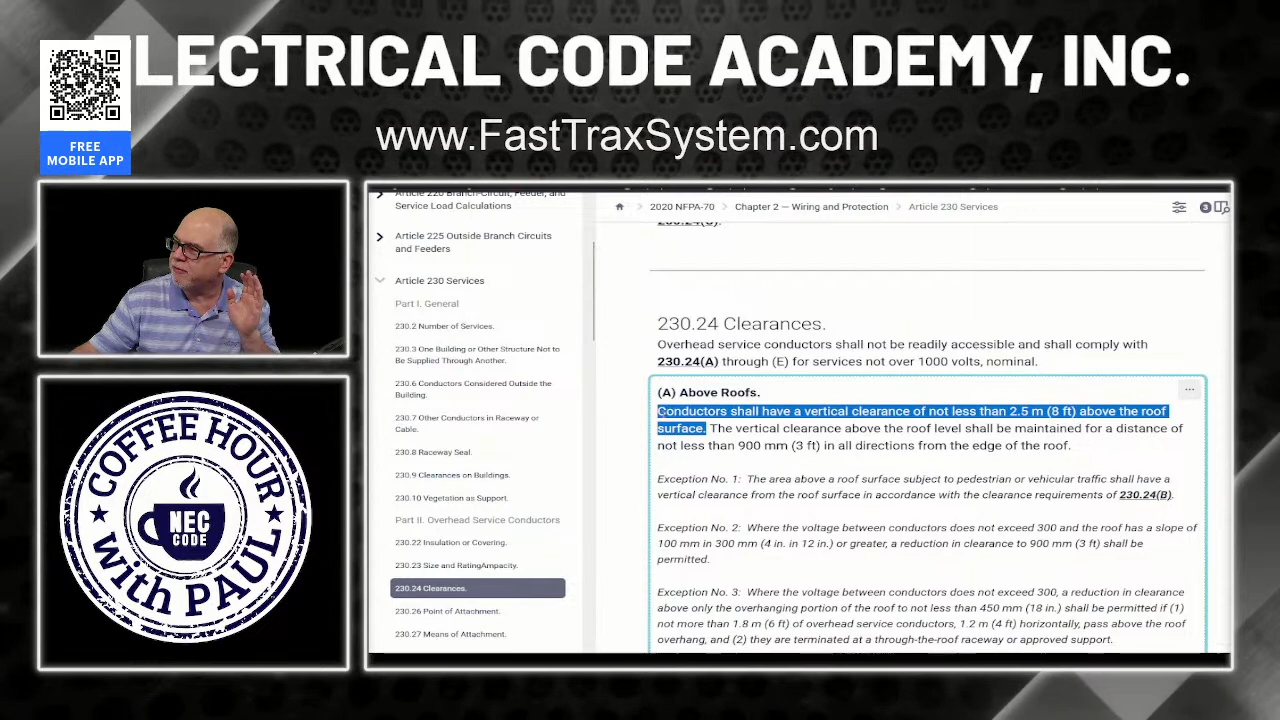 ELECTRICAL CODE ACADEMY, INC.
www.FastTraxSystem.com
FREE
MOBILE APP
Article 220 Branch-Circuit, Feeder, and
Service Load Calculations
Article 225 Outside Branch Circuits
and Feeders
Article 230 Services
Part I. General
230.2 Number of Services.
230.3 One Building or Other Structure Not to
Be Supplied Through Another.
230.6 Conductors Considered Outside the
Building.
230.7 Other Conductors in Raceway or
Cable.
230.8 Raceway Seal.
230.9 Clearances on Buildings.
230.10 Vegetation as Support.
Part II. Overhead Service Conductors
230.22 Insulation or Covering.
230.23 Size and RatingAmpacity.
230.24 Clearances.
230.26 Point of Attachment.
230.27 Means of Attachment.
2020 NFPA-70 > Chapter 2 — Wiring and Protection > Article 230 Services
3
230.24(B).
230.24 Clearances.
Overhead service conductors shall not be readily accessible and shall comply with
230.24(A) through (E) for services not over 1000 volts, nominal.
(A) Above Roofs.
Conductors shall have a vertical clearance of not less than 2.5 m (8 ft) above the roof
surface. The vertical clearance above the roof level shall be maintained for a distance of
not less than 900 mm (3 ft) in all directions from the edge of the roof.
Exception No. 1: The area above a roof surface subject to pedestrian or vehicular traffic shall have a
vertical clearance from the roof surface in accordance with the clearance requirements of 230.24(B).
Exception No. 2: Where the voltage between conductors does not exceed 300 and the roof has a slope of
100 mm in 300 mm (4 in. in 12 in.) or greater, a reduction in clearance to 900 mm (3 ft) shall be
permitted.
Exception No. 3: Where the voltage between conductors does not exceed 300, a reduction in clearance
above only the overhanging portion of the roof to not less than 450 mm (18 in.) shall be permitted if (1)
not more than 1.8 m (6 ft) of overhead service conductors, 1.2 m (4 ft) horizontally, pass above the roof
overhang, and (2) they are terminated at a through-the-roof raceway or approved support.
COFFEE HOUR
NEC
CODE
with PAUL